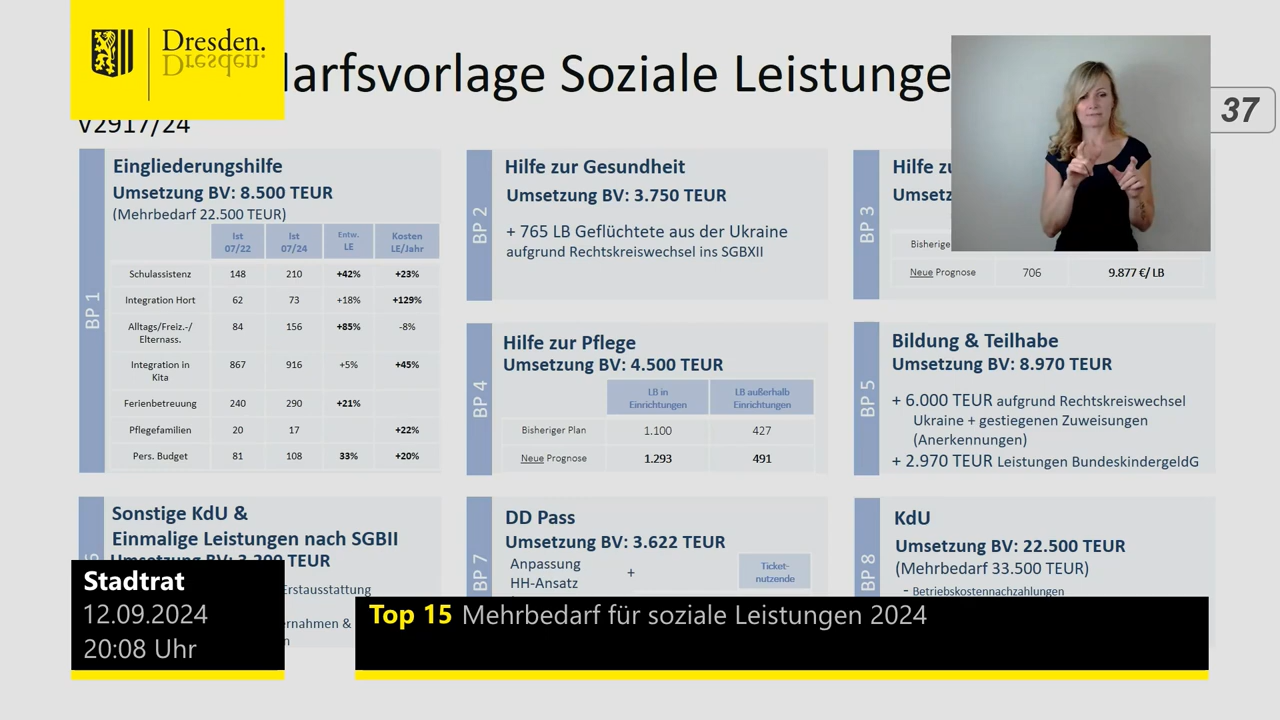 Dresden.
Dresden.
darfsvorlage Soziale Leistunge
V2917/24
37
BP 1
Eingliederungshilfe
Umsetzung BV: 8.500 TEUR
(Mehrbedarf 22.500 TEUR)
Ist 07/22 Ist 07/24 Entw. LE Kosten LE/Jahr
Schulassistenz 148 210 +42% +23%
Integration Hort 62 73 +18% +129%
Alltags/Freiz.-/ Elternass. 84 156 +85% -8%
Integration in Kita 867 916 +5% +45%
Ferienbetreuung 240 290 +21%
Pflegefamilien 20 17 +22%
Pers. Budget 81 108 33% +20%
BP 2
Hilfe zur Gesundheit
Umsetzung BV: 3.750 TEUR
+ 765 LB Geflüchtete aus der Ukraine
aufgrund Rechtskreiswechsel ins SGBXII
BP 3
Hilfe zu
Umsetz
Bisherige
Neue Prognose 706 9.877 €/ LB
BP 4
Hilfe zur Pflege
Umsetzung BV: 4.500 TEUR
LB in Einrichtungen LB außerhalb Einrichtungen
Bisheriger Plan 1.100 427
Neue Prognose 1.293 491
BP 5
Bildung & Teilhabe
Umsetzung BV: 8.970 TEUR
+ 6.000 TEUR aufgrund Rechtskreiswechsel
Ukraine + gestiegenen Zuweisungen
(Anerkennungen)
+ 2.970 TEUR Leistungen BundeskindergeldG
Sonstige KdU &
Einmalige Leistungen nach SGBII
Umsetzung BV: 3.200 TEUR
Erstausstattung
ernahmen &
n
BP 7
DD Pass
Umsetzung BV: 3.622 TEUR
Anpassung
HH-Ansatz
+
Ticket-
nutzende
BP 8
KdU
Umsetzung BV: 22.500 TEUR
(Mehrbedarf 33.500 TEUR)
- Betriebskostennachzahlungen
Stadtrat
12.09.2024
20:08 Uhr
Top 15 Mehrbedarf für soziale Leistungen 2024